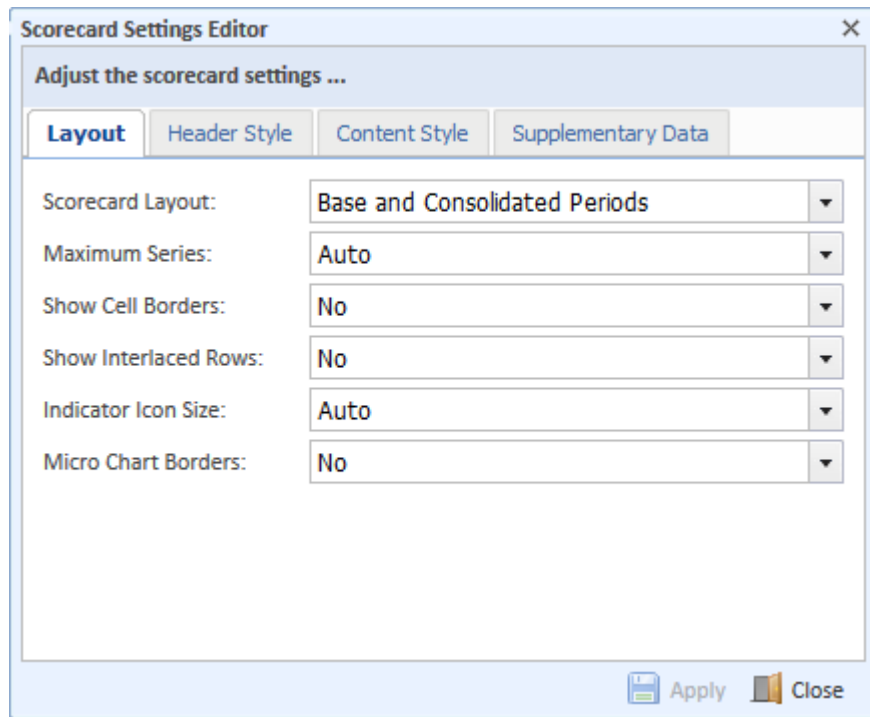 Scorecard Settings Editor
Adjust the scorecard settings ...
Layout Header Style Content Style Supplementary Data
Scorecard Layout: Base and Consolidated Periods
Maximum Series: Auto
Show Cell Borders: No
Show Interlaced Rows: No
Indicator Icon Size: Auto
Micro Chart Borders: No
Apply Close